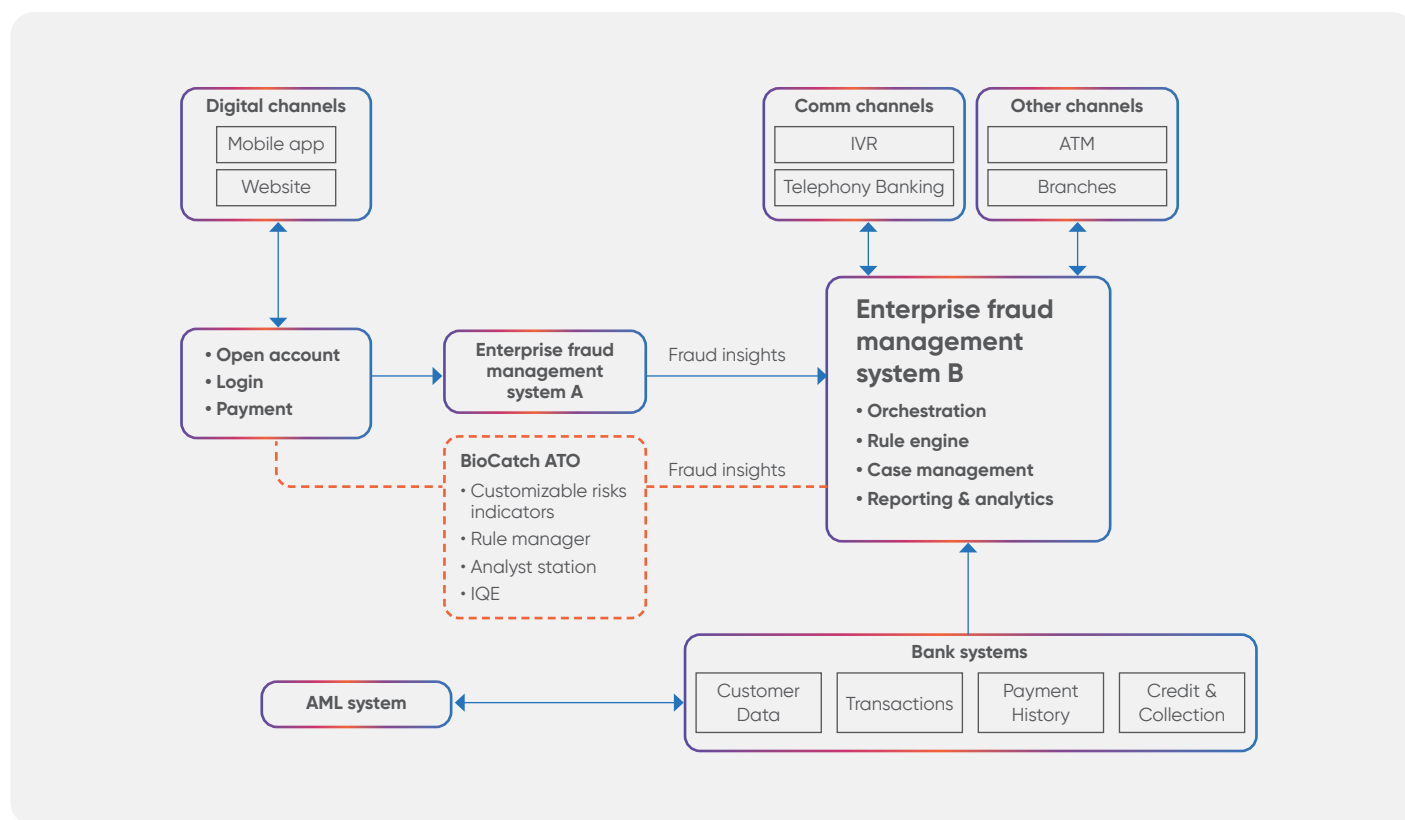 Digital channels
Mobile app
Website
Comm channels
IVR
Telephony Banking
Other channels
ATM
Branches
• Open account
• Login
• Payment
Enterprise fraud
management
system A
Fraud insights
Enterprise fraud
management
system B
• Orchestration
• Rule engine
• Case management
• Reporting & analytics
BioCatch ATO
• Customizable risks
indicators
• Rule manager
• Analyst station
• IQE
Fraud insights
Bank systems
Customer
Data
Transactions
Payment
History
Credit &
Collection
AML system